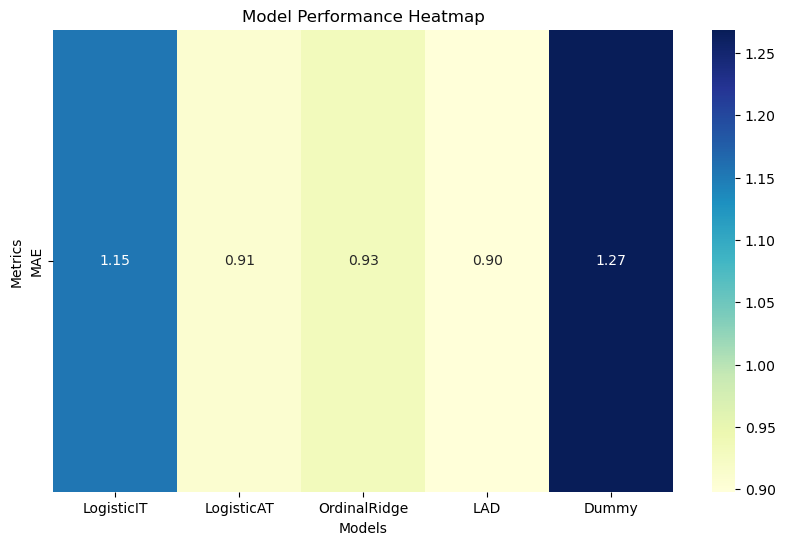 Model Performance Heatmap
Metrics
MAE
1.15 0.91 0.93 0.90 1.27
LogisticIT LogisticAT OrdinalRidge LAD Dummy
Models
1.25
1.20
1.15
1.10
1.05
1.00
0.95
0.90